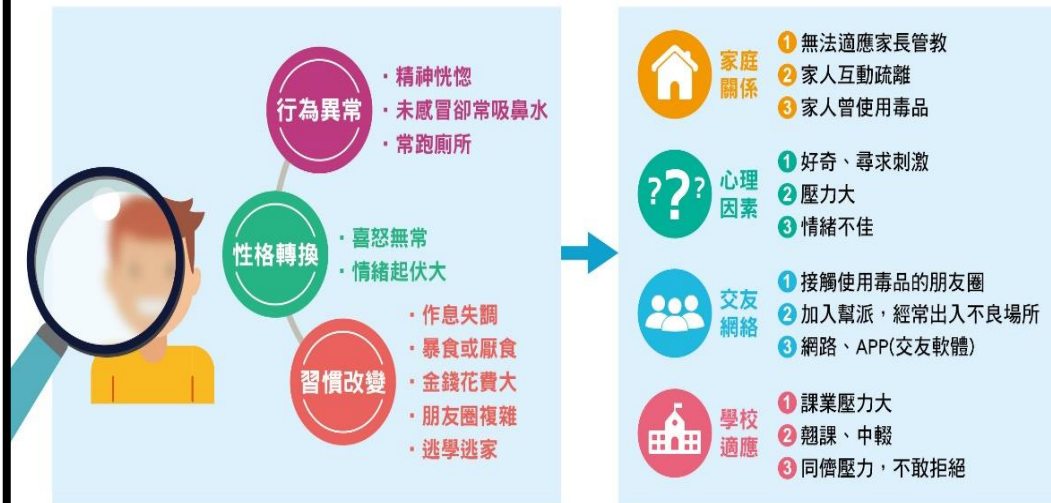 行為異常
・精神恍惚
・未感冒卻常吸鼻水
・常跑廁所
性格轉換
・喜怒無常
・情緒起伏大
習慣改變
・作息失調
・暴食或厭食
・金錢花費大
・朋友圈複雜
・逃學逃家
家庭
關係
1 無法適應家長管教
2 家人互動疏離
3 家人曾使用毒品
???
心理
因素
1 好奇、尋求刺激
2 壓力大
3 情緒不佳
交友
網絡
1 接觸使用毒品的朋友圈
2 加入幫派，經常出入不良場所
3 網路、APP(交友軟體)
學校
適應
1 課業壓力大
2 翹課、中輟
3 同儕壓力，不敢拒絕